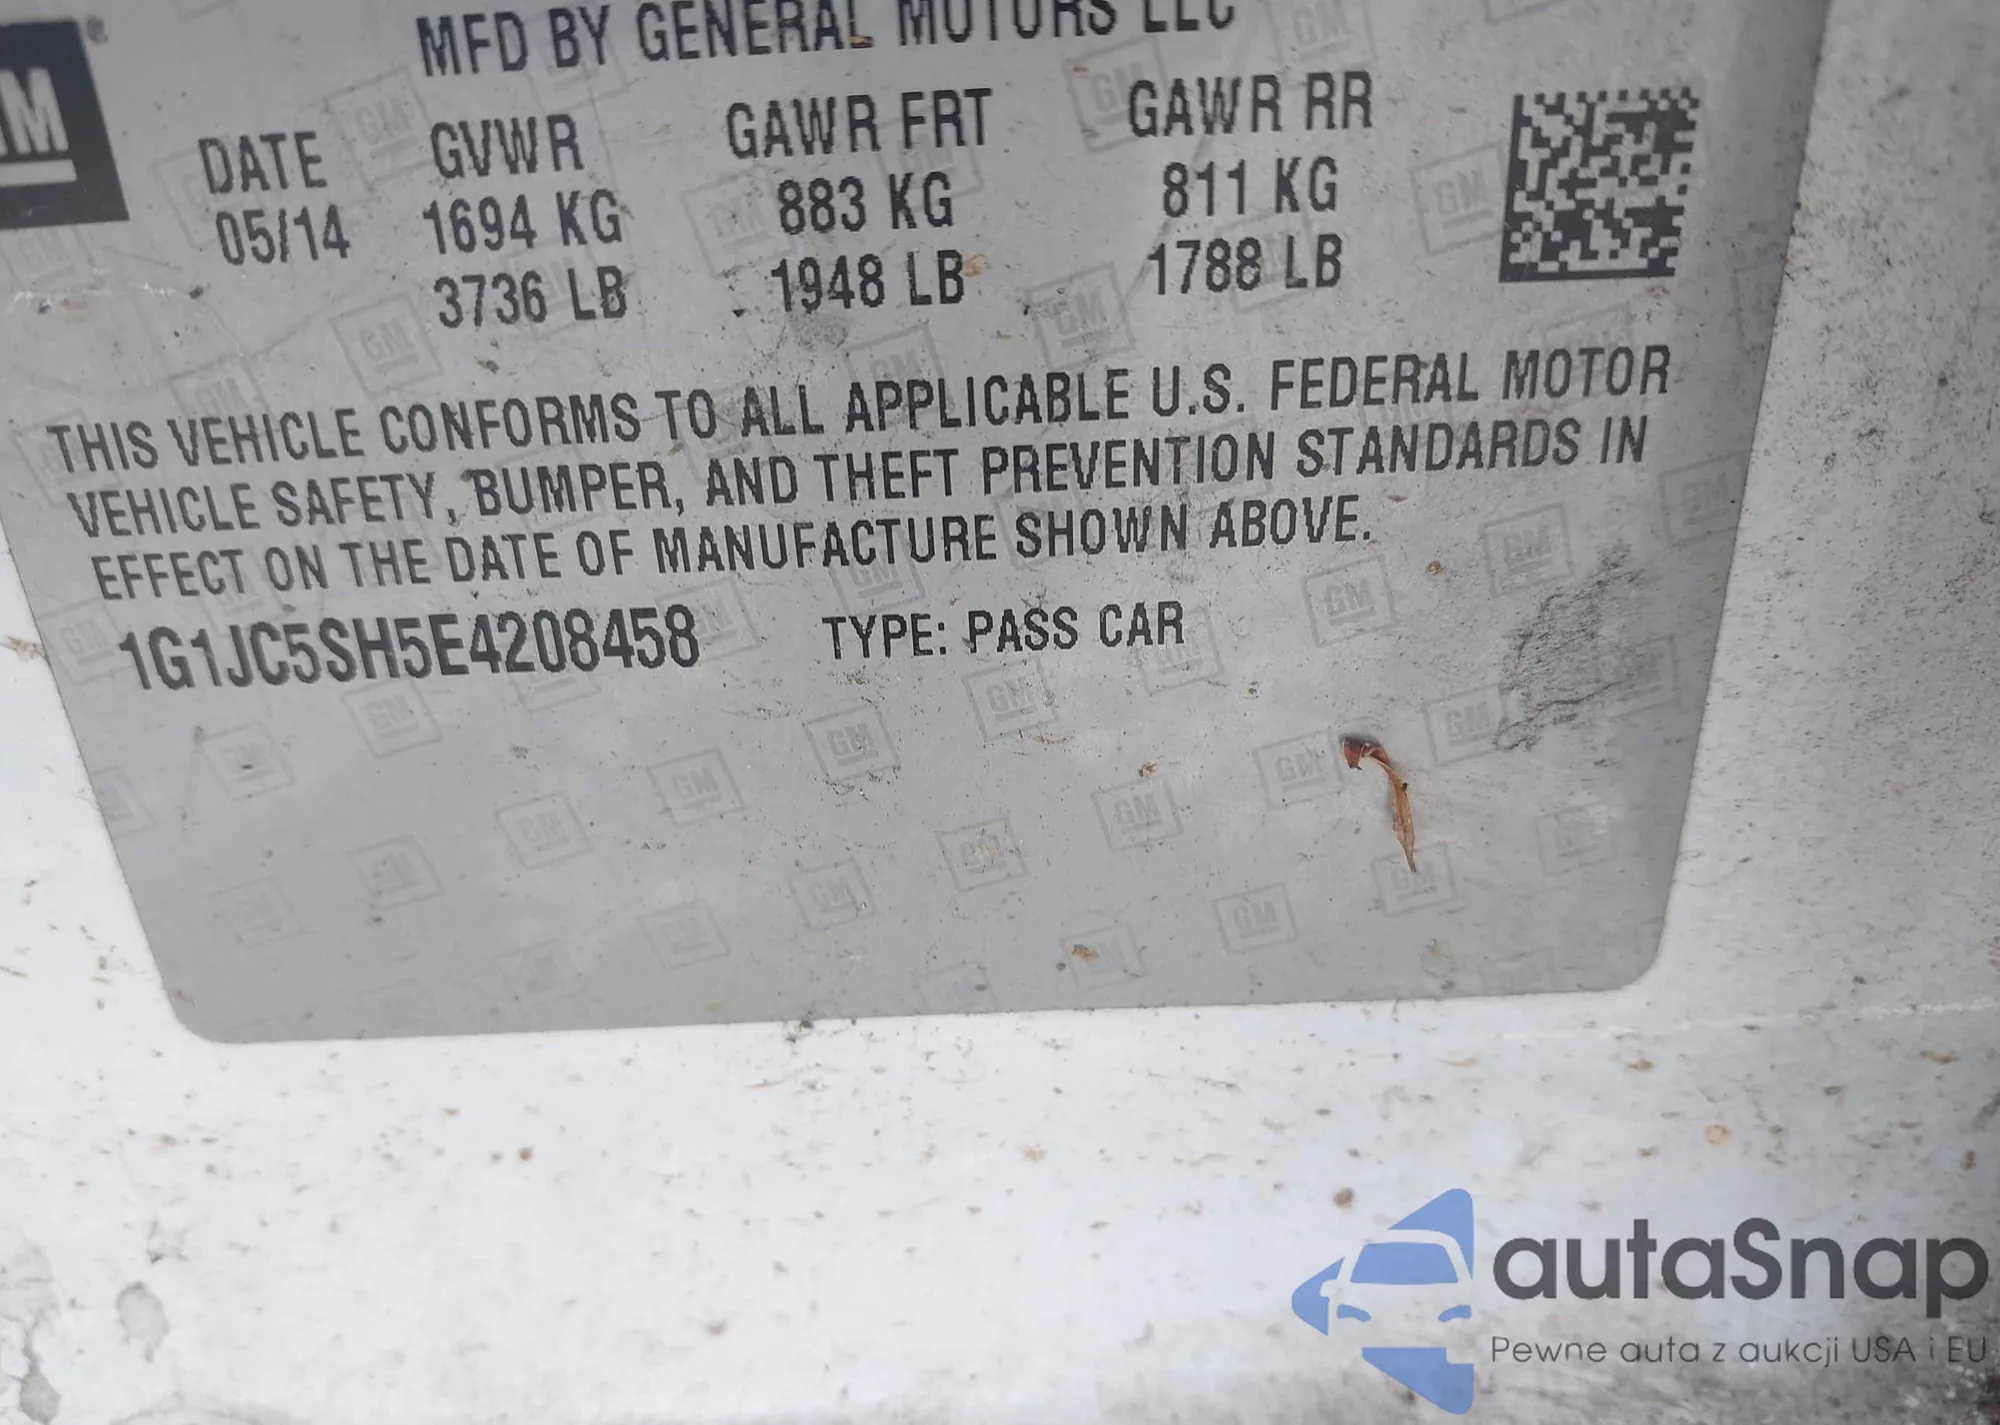 GM ®
MFD BY GENERAL MOTORS LLC
DATE GVWR GAWR FRT GAWR RR
05/14 1694 KG 883 KG 811 KG
3736 LB 1948 LB 1788 LB
THIS VEHICLE CONFORMS TO ALL APPLICABLE U.S. FEDERAL MOTOR
VEHICLE SAFETY, BUMPER, AND THEFT PREVENTION STANDARDS IN
EFFECT ON THE DATE OF MANUFACTURE SHOWN ABOVE.
1G1JC5SH5E4208458 TYPE: PASS CAR
autaSnap
Pewne auta z aukcji USA i EU